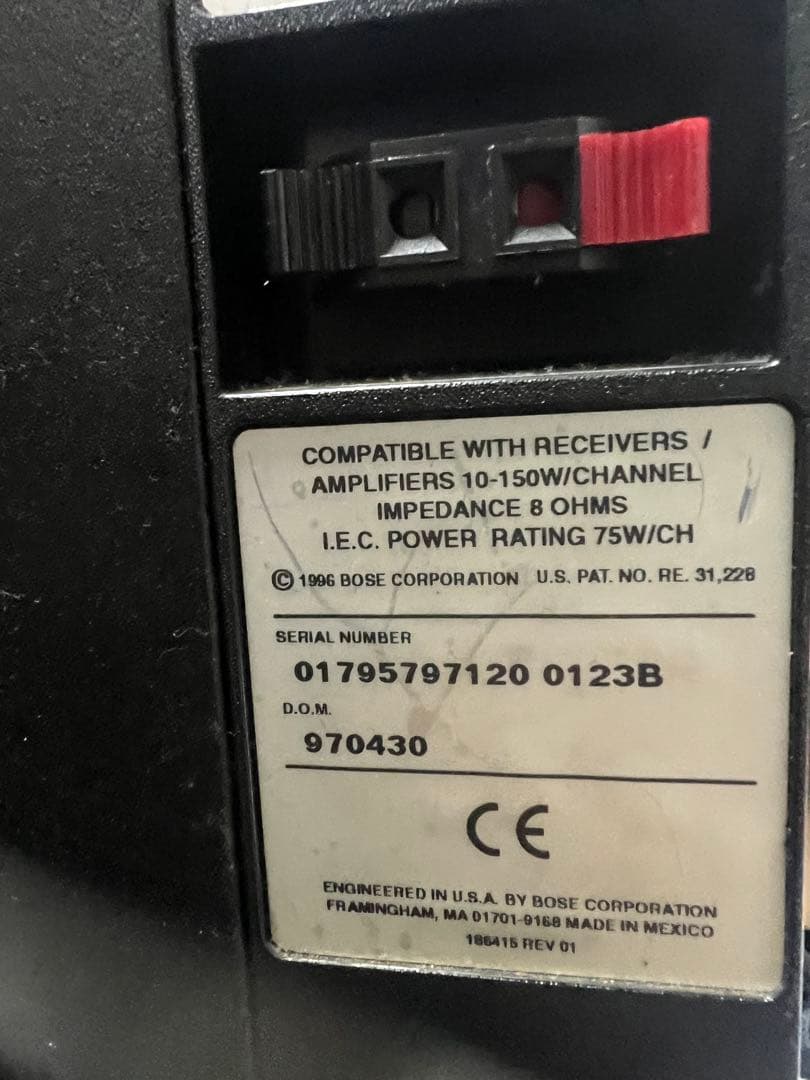 COMPATIBLE WITH RECEIVERS /
AMPLIFIERS 10-150W/CHANNEL
IMPEDANCE 8 OHMS
I.E.C. POWER RATING 75W/CH
© 1996 BOSE CORPORATION U.S. PAT. NO. RE. 31,228
SERIAL NUMBER
01795797120 0123B
D.O.M.
970430
CE
ENGINEERED IN U.S.A. BY BOSE CORPORATION
FRAMINGHAM, MA 01701-9168 MADE IN MEXICO
186415 REV 01